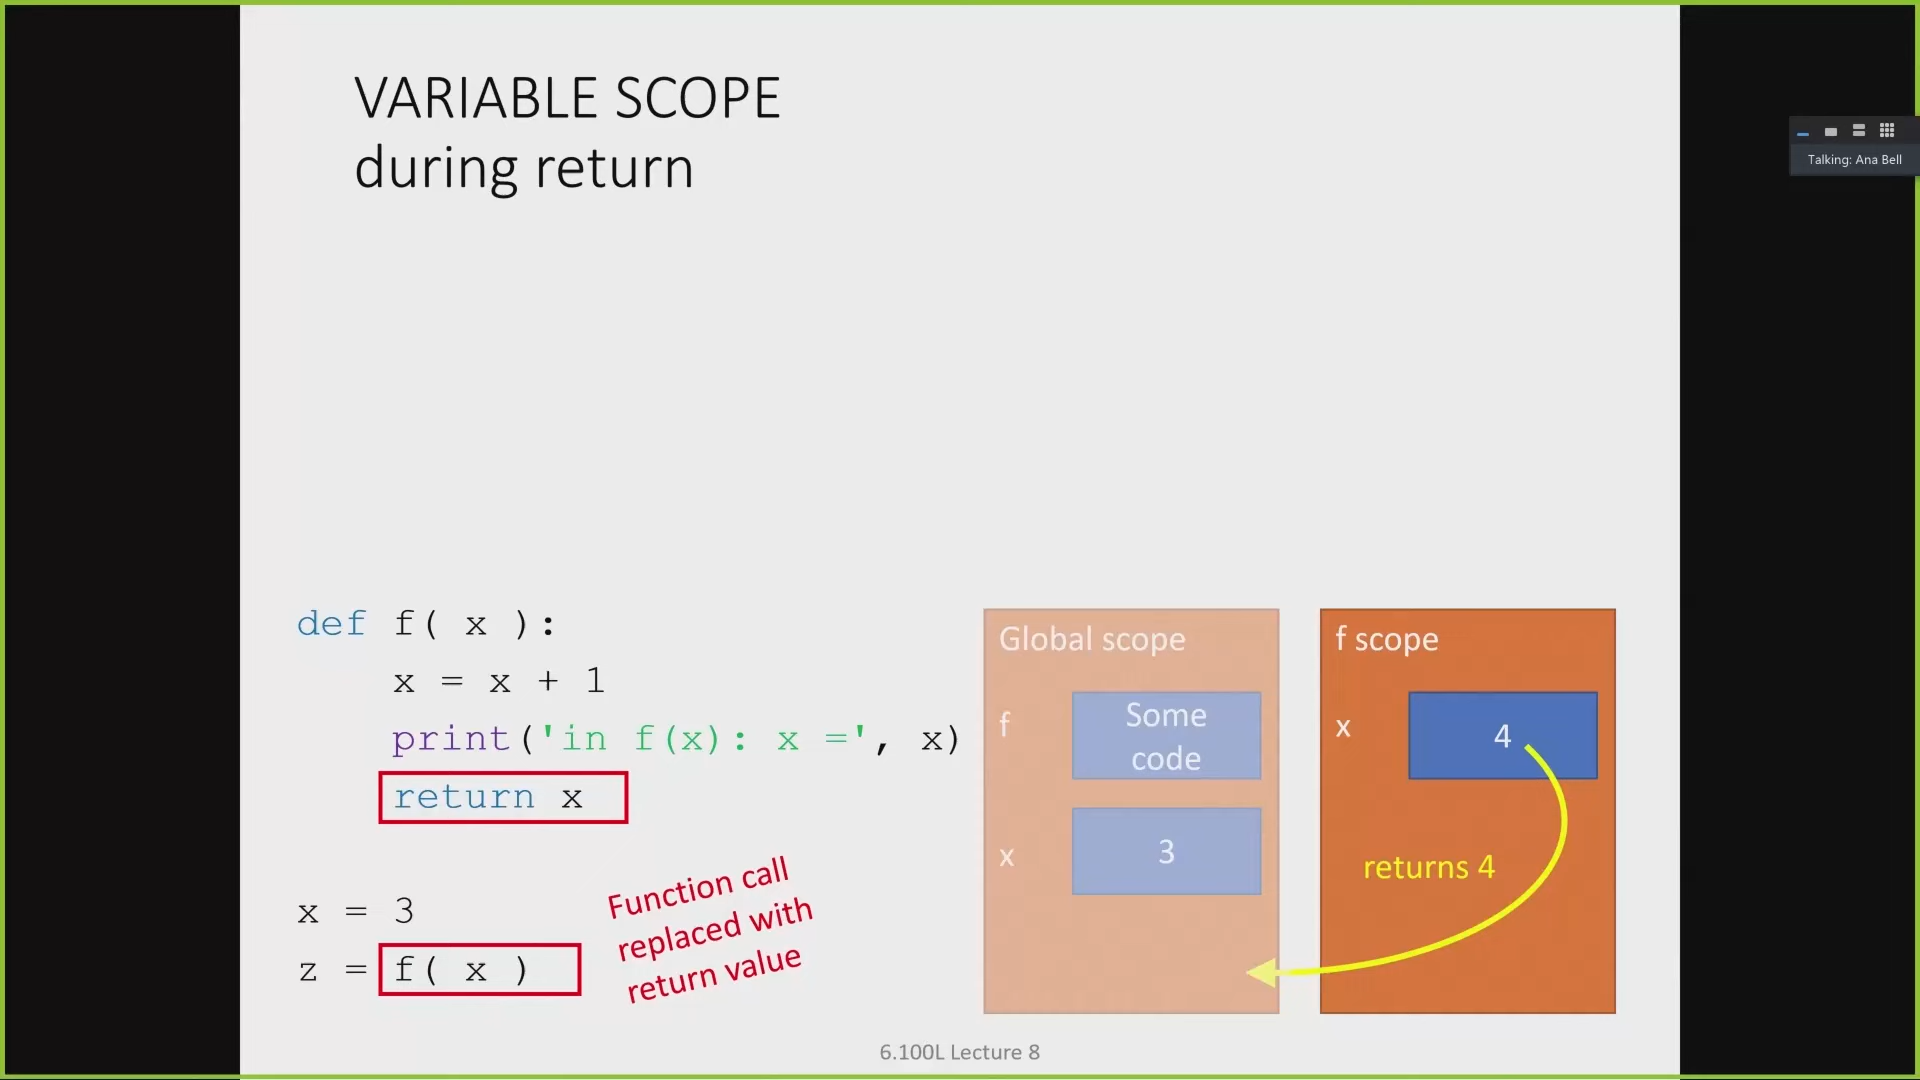 VARIABLE SCOPE
during return
Talking: Ana Bell
def f( x ):
    x = x + 1
    print('in f(x): x =', x)
    return x
x = 3
z = f( x )
Function call
replaced with
return value
Global scope
f
Some
code
x
3
f scope
x
4
returns 4
6.100L Lecture 8